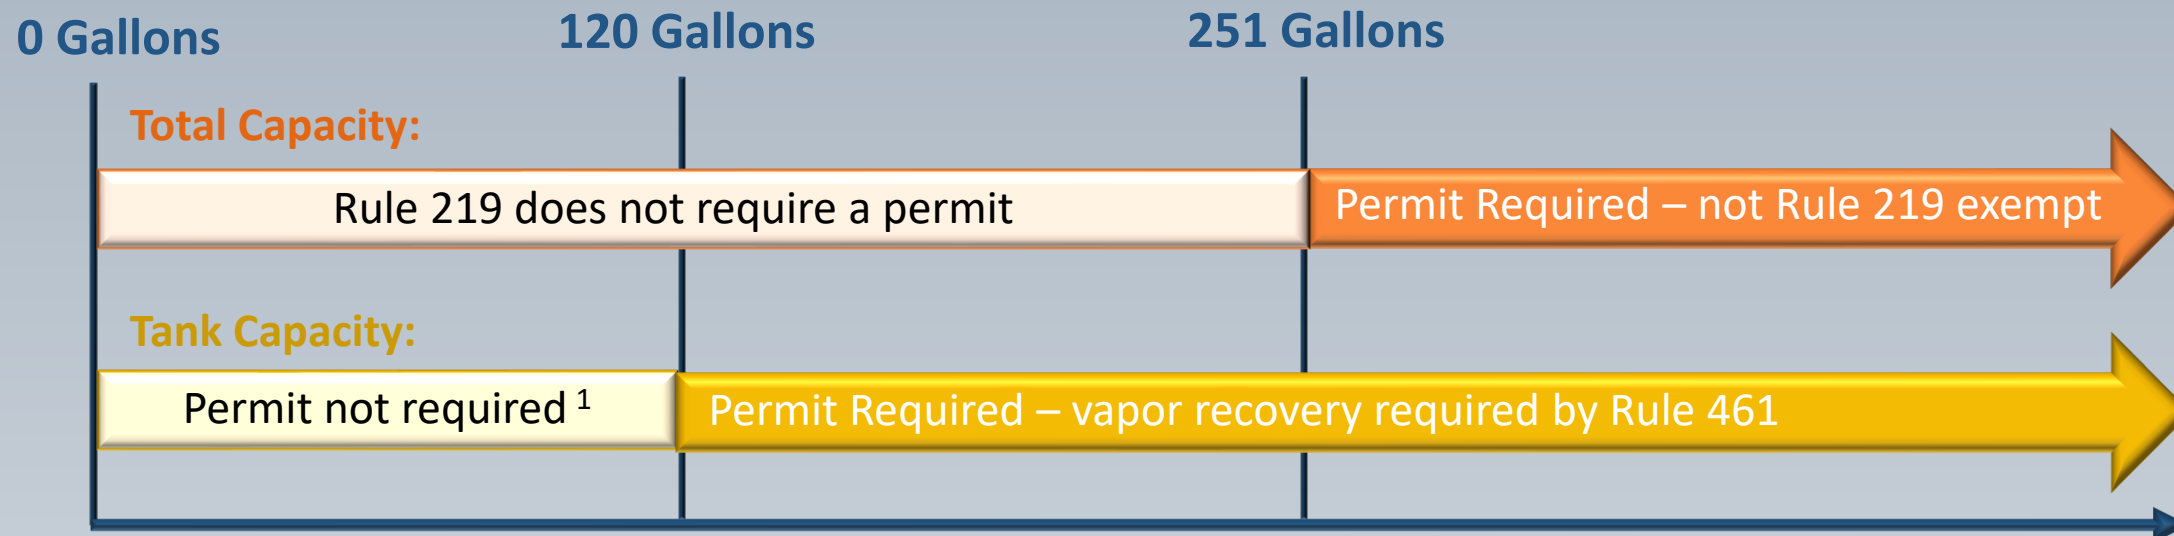 0 Gallons
120 Gallons
251 Gallons
Total Capacity:
Rule 219 does not require a permit
Permit Required – not Rule 219 exempt
Tank Capacity:
Permit not required ¹
Permit Required – vapor recovery required by Rule 461